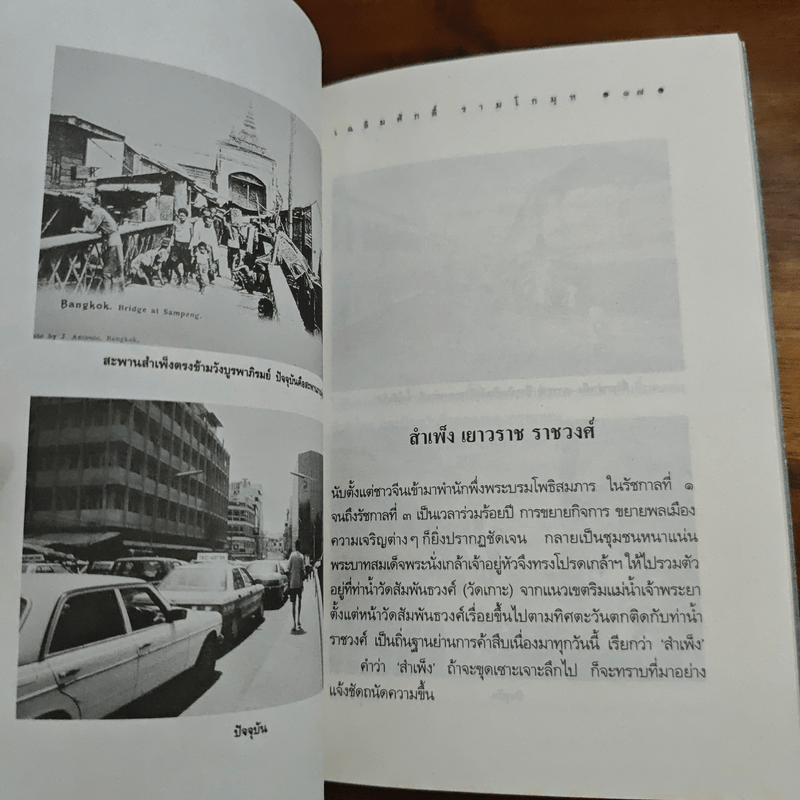 Bangkok. Bridge at Sampeng.
by J. Antonio, Bangkok.
สะพานสำเพ็งตรงข้ามวังบูรพาภิรมย์ ปัจจุบันคือสะพาน
ปัจจุบัน
เฉลิมศักดิ์ รามโกมุท ๑๗๑
สำเพ็ง เยาวราช ราชวงศ์
นับตั้งแต่ชาวจีนเข้ามาพำนักพึ่งพระบรมโพธิสมภาร ในรัชกาลที่ ๑
จนถึงรัชกาลที่ ๓ เป็นเวลาร่วมร้อยปี การขยายกิจการ ขยายพลเมือง
ความเจริญต่างๆ ก็ยิ่งปรากฏชัดเจน กลายเป็นชุมชนหนาแน่น
พระบาทสมเด็จพระนั่งเกล้าเจ้าอยู่หัวจึงทรงโปรดเกล้าฯ ให้ไปรวมตัว
อยู่ที่ท่าน้ำวัดสัมพันธวงศ์ (วัดเกาะ) จากแนวเขตริมแม่น้ำเจ้าพระยา
ตั้งแต่หน้าวัดสัมพันธวงศ์เรื่อยขึ้นไปตามทิศตะวันตกติดกับท่าน้ำ
ราชวงศ์ เป็นถิ่นฐานย่านการค้าสืบเนื่องมาทุกวันนี้ เรียกว่า ‘สำเพ็ง’
คำว่า ‘สำเพ็ง’ ถ้าจะขุดเซาะเจาะลึกไป ก็จะทราบที่มาอย่าง
แจ้งชัดถนัดความขึ้น